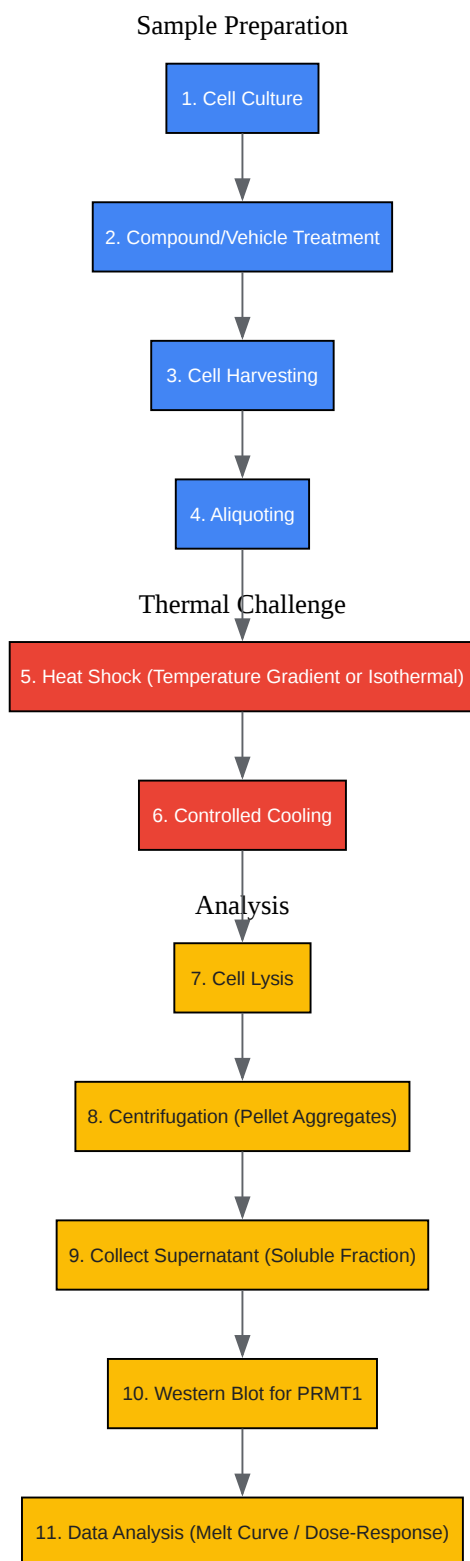 Sample Preparation
1. Cell Culture
2. Compound/Vehicle Treatment
3. Cell Harvesting
4. Aliquoting
Thermal Challenge
5. Heat Shock (Temperature Gradient or Isothermal)
6. Controlled Cooling
Analysis
7. Cell Lysis
8. Centrifugation (Pellet Aggregates)
9. Collect Supernatant (Soluble Fraction)
10. Western Blot for PRMT1
11. Data Analysis (Melt Curve / Dose-Response)